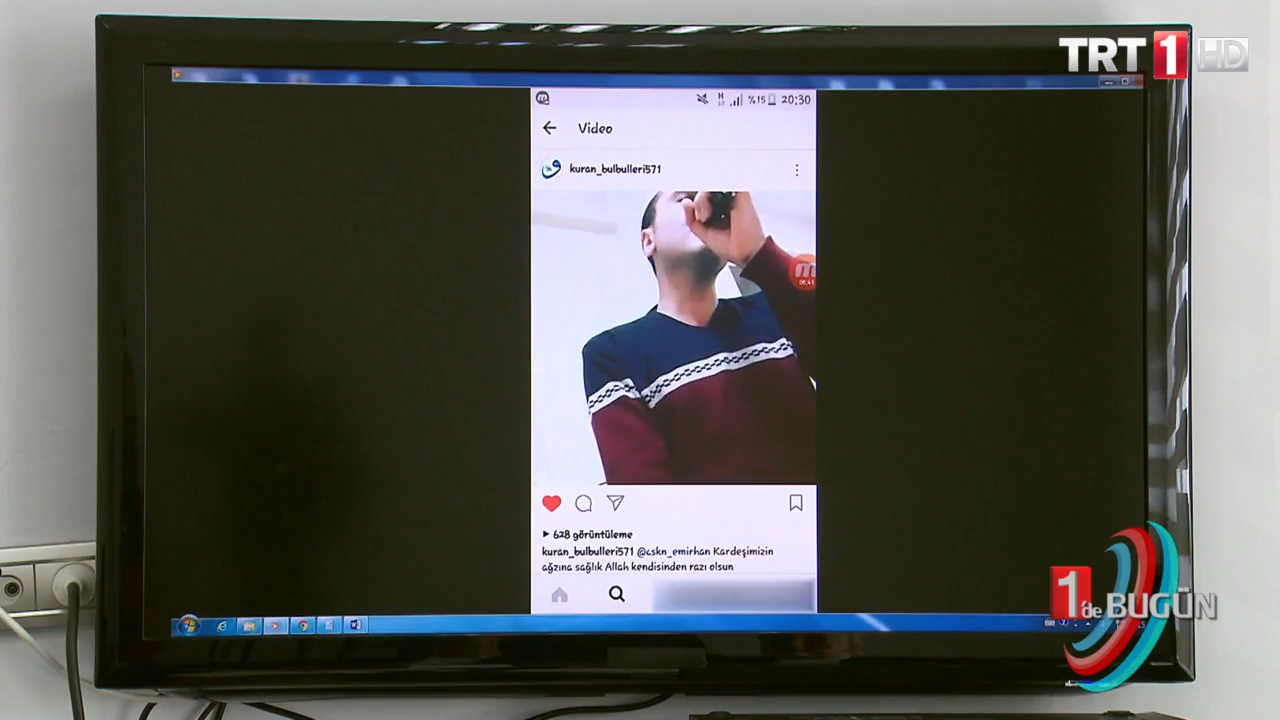 TRT 1 HD
%15 20:30
Video
kuran_bulbulleri571
628 görüntüleme
kuran_bulbulleri571 @cskn_emirhan Kardeşimizin
ağzına sağlık Allah kendisinden razı olsun
1'de BUGÜN